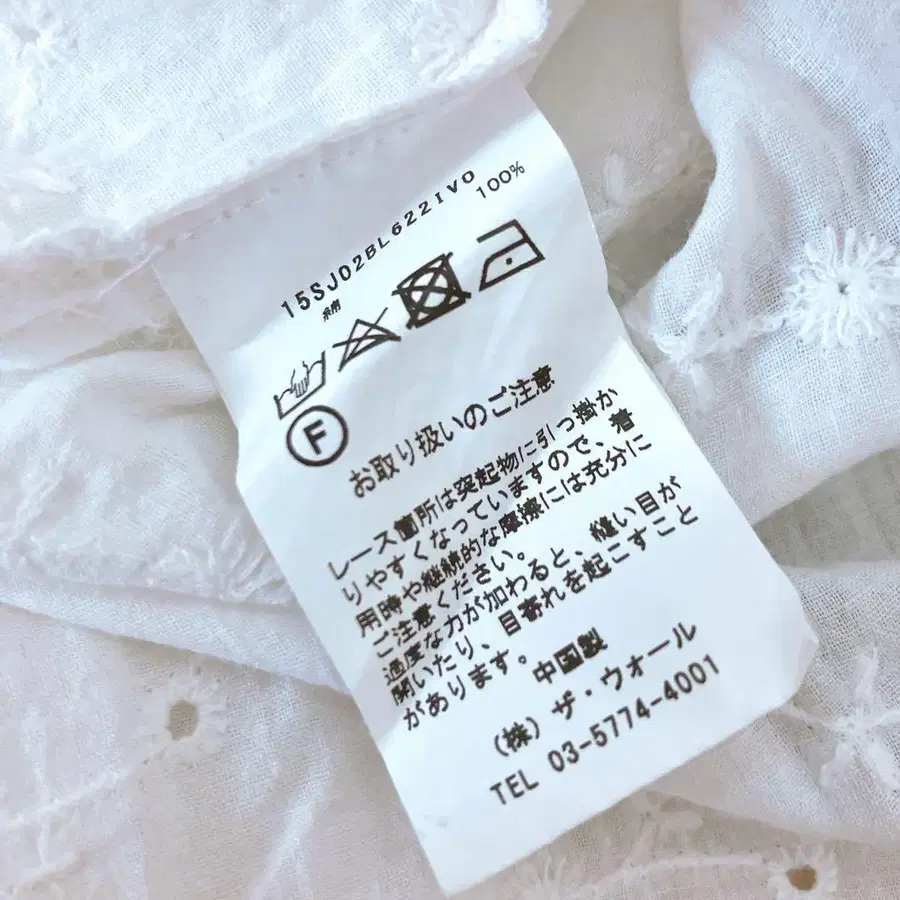 15SJ02BL622IVO
綿 100%
F
お取り扱いのご注意
レース箇所は突起物に引っ掛か
りやすくなっていますので、着
用時や継続的な摩擦には充分に
ご注意ください。
過度な力が加わると、縫い目が
開いたり、目寄れを起こすこと
があります。
中国製
(株) ザ・ウォール
TEL 03-5774-4001